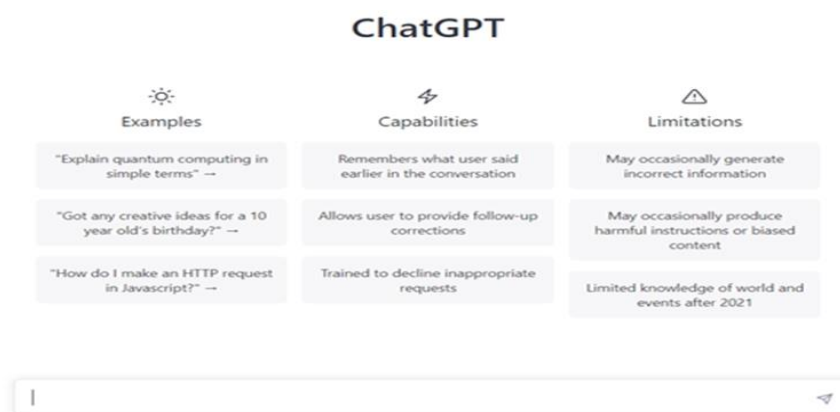 ChatGPT
Examples
"Explain quantum computing in
simple terms" →
"Got any creative ideas for a 10
year old's birthday?" →
"How do I make an HTTP request
in Javascript?" →
Capabilities
Remembers what user said
earlier in the conversation
Allows user to provide follow-up
corrections
Trained to decline inappropriate
requests
Limitations
May occasionally generate
incorrect information
May occasionally produce
harmful instructions or biased
content
Limited knowledge of world and
events after 2021